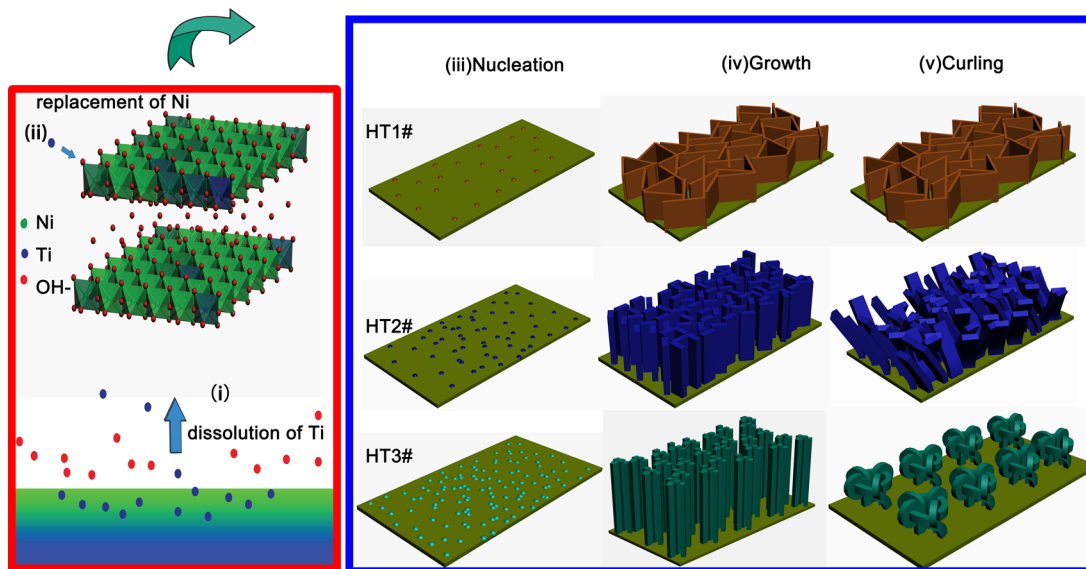 replacement of Ni
(ii)
Ni
Ti
OH-
(i)
dissolution of Ti
(iii)Nucleation
(iv)Growth
(v)Curling
HT1#
HT2#
HT3#